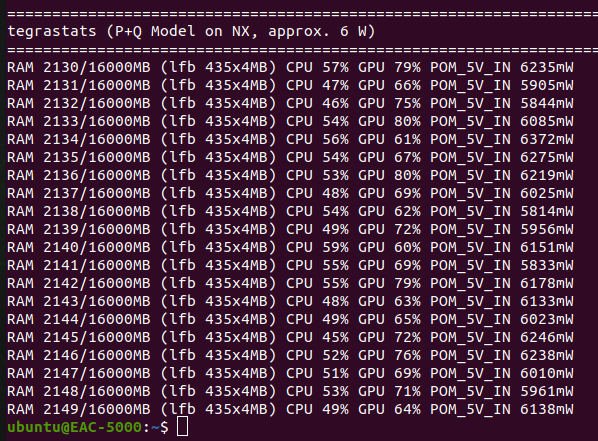 ================================================================
tegrastats (P+Q Model on NX, approx. 6 W)
================================================================
RAM 2130/16000MB (lfb 435x4MB) CPU 57% GPU 79% POM_5V_IN 6235mW
RAM 2131/16000MB (lfb 435x4MB) CPU 47% GPU 66% POM_5V_IN 5905mW
RAM 2132/16000MB (lfb 435x4MB) CPU 46% GPU 75% POM_5V_IN 5844mW
RAM 2133/16000MB (lfb 435x4MB) CPU 54% GPU 80% POM_5V_IN 6085mW
RAM 2134/16000MB (lfb 435x4MB) CPU 56% GPU 61% POM_5V_IN 6372mW
RAM 2135/16000MB (lfb 435x4MB) CPU 54% GPU 67% POM_5V_IN 6275mW
RAM 2136/16000MB (lfb 435x4MB) CPU 53% GPU 80% POM_5V_IN 6219mW
RAM 2137/16000MB (lfb 435x4MB) CPU 48% GPU 69% POM_5V_IN 6025mW
RAM 2138/16000MB (lfb 435x4MB) CPU 54% GPU 62% POM_5V_IN 5814mW
RAM 2139/16000MB (lfb 435x4MB) CPU 49% GPU 72% POM_5V_IN 5956mW
RAM 2140/16000MB (lfb 435x4MB) CPU 59% GPU 60% POM_5V_IN 6151mW
RAM 2141/16000MB (lfb 435x4MB) CPU 55% GPU 69% POM_5V_IN 5833mW
RAM 2142/16000MB (lfb 435x4MB) CPU 55% GPU 79% POM_5V_IN 6178mW
RAM 2143/16000MB (lfb 435x4MB) CPU 48% GPU 63% POM_5V_IN 6133mW
RAM 2144/16000MB (lfb 435x4MB) CPU 49% GPU 65% POM_5V_IN 6023mW
RAM 2145/16000MB (lfb 435x4MB) CPU 45% GPU 72% POM_5V_IN 6246mW
RAM 2146/16000MB (lfb 435x4MB) CPU 52% GPU 76% POM_5V_IN 6238mW
RAM 2147/16000MB (lfb 435x4MB) CPU 51% GPU 69% POM_5V_IN 6010mW
RAM 2148/16000MB (lfb 435x4MB) CPU 53% GPU 71% POM_5V_IN 5961mW
RAM 2149/16000MB (lfb 435x4MB) CPU 49% GPU 64% POM_5V_IN 6138mW
ubuntu@EAC-5000:~$